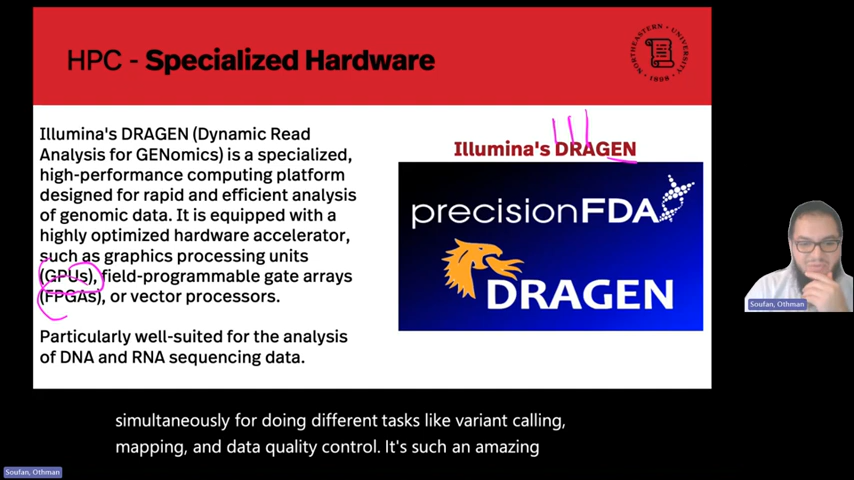 HPC - Specialized Hardware
NORTHEASTERN UNIVERSITY
1898
Illumina's DRAGEN (Dynamic Read
Analysis for GENomics) is a specialized,
high-performance computing platform
designed for rapid and efficient analysis
of genomic data. It is equipped with a
highly optimized hardware accelerator,
such as graphics processing units
(GPUs), field-programmable gate arrays
(FPGAs), or vector processors.
Particularly well-suited for the analysis
of DNA and RNA sequencing data.
Illumina's DRAGEN
precisionFDA
DRAGEN
Soufan, Othman
simultaneously for doing different tasks like variant calling,
mapping, and data quality control. It's such an amazing
Soufan, Othman